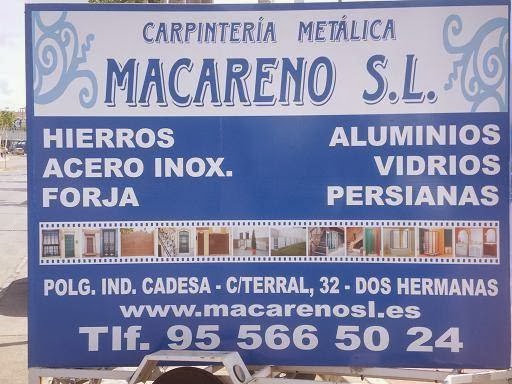 CARPINTERÍA METÁLICA
MACARENO S.L.
HIERROS ALUMINIOS
ACERO INOX. VIDRIOS
FORJA PERSIANAS
POLG. IND. CADESA - C/TERRAL, 32 - DOS HERMANAS
www.macarenosl.es
Tlf. 95 566 50 24